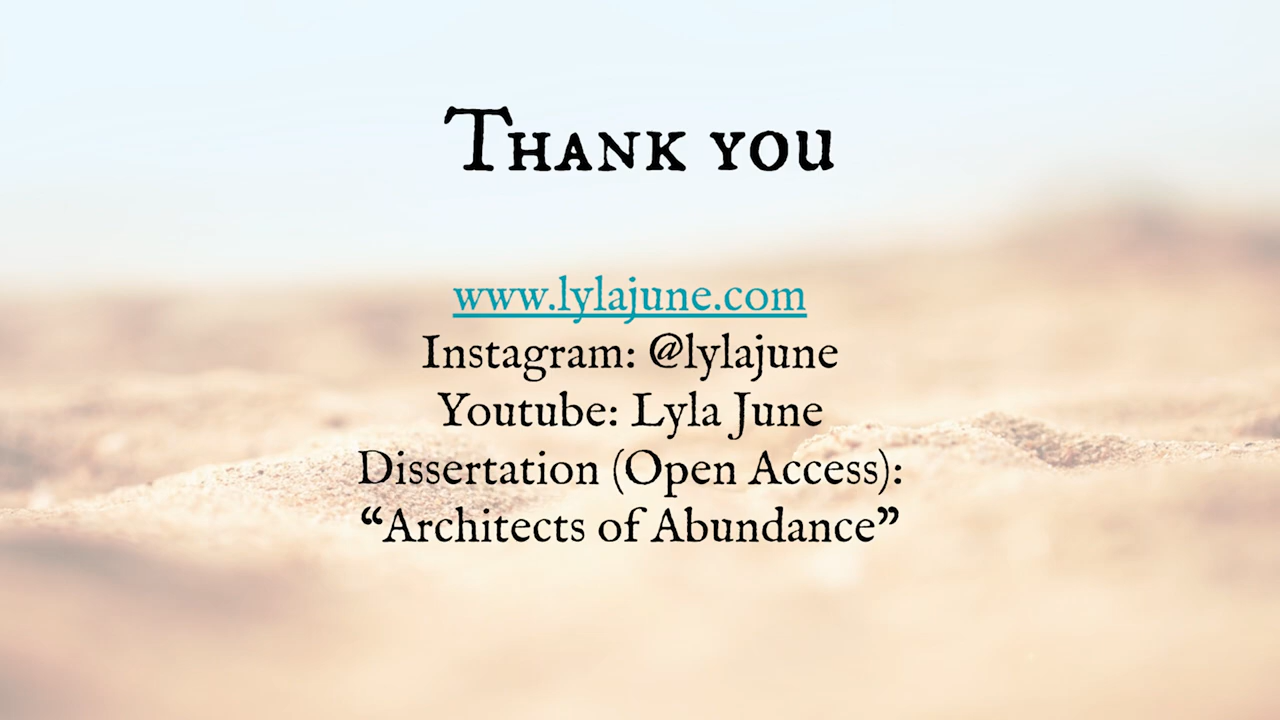 Thank you
www.lylajune.com
Instagram: @lylajune
Youtube: Lyla June
Dissertation (Open Access):
“Architects of Abundance”